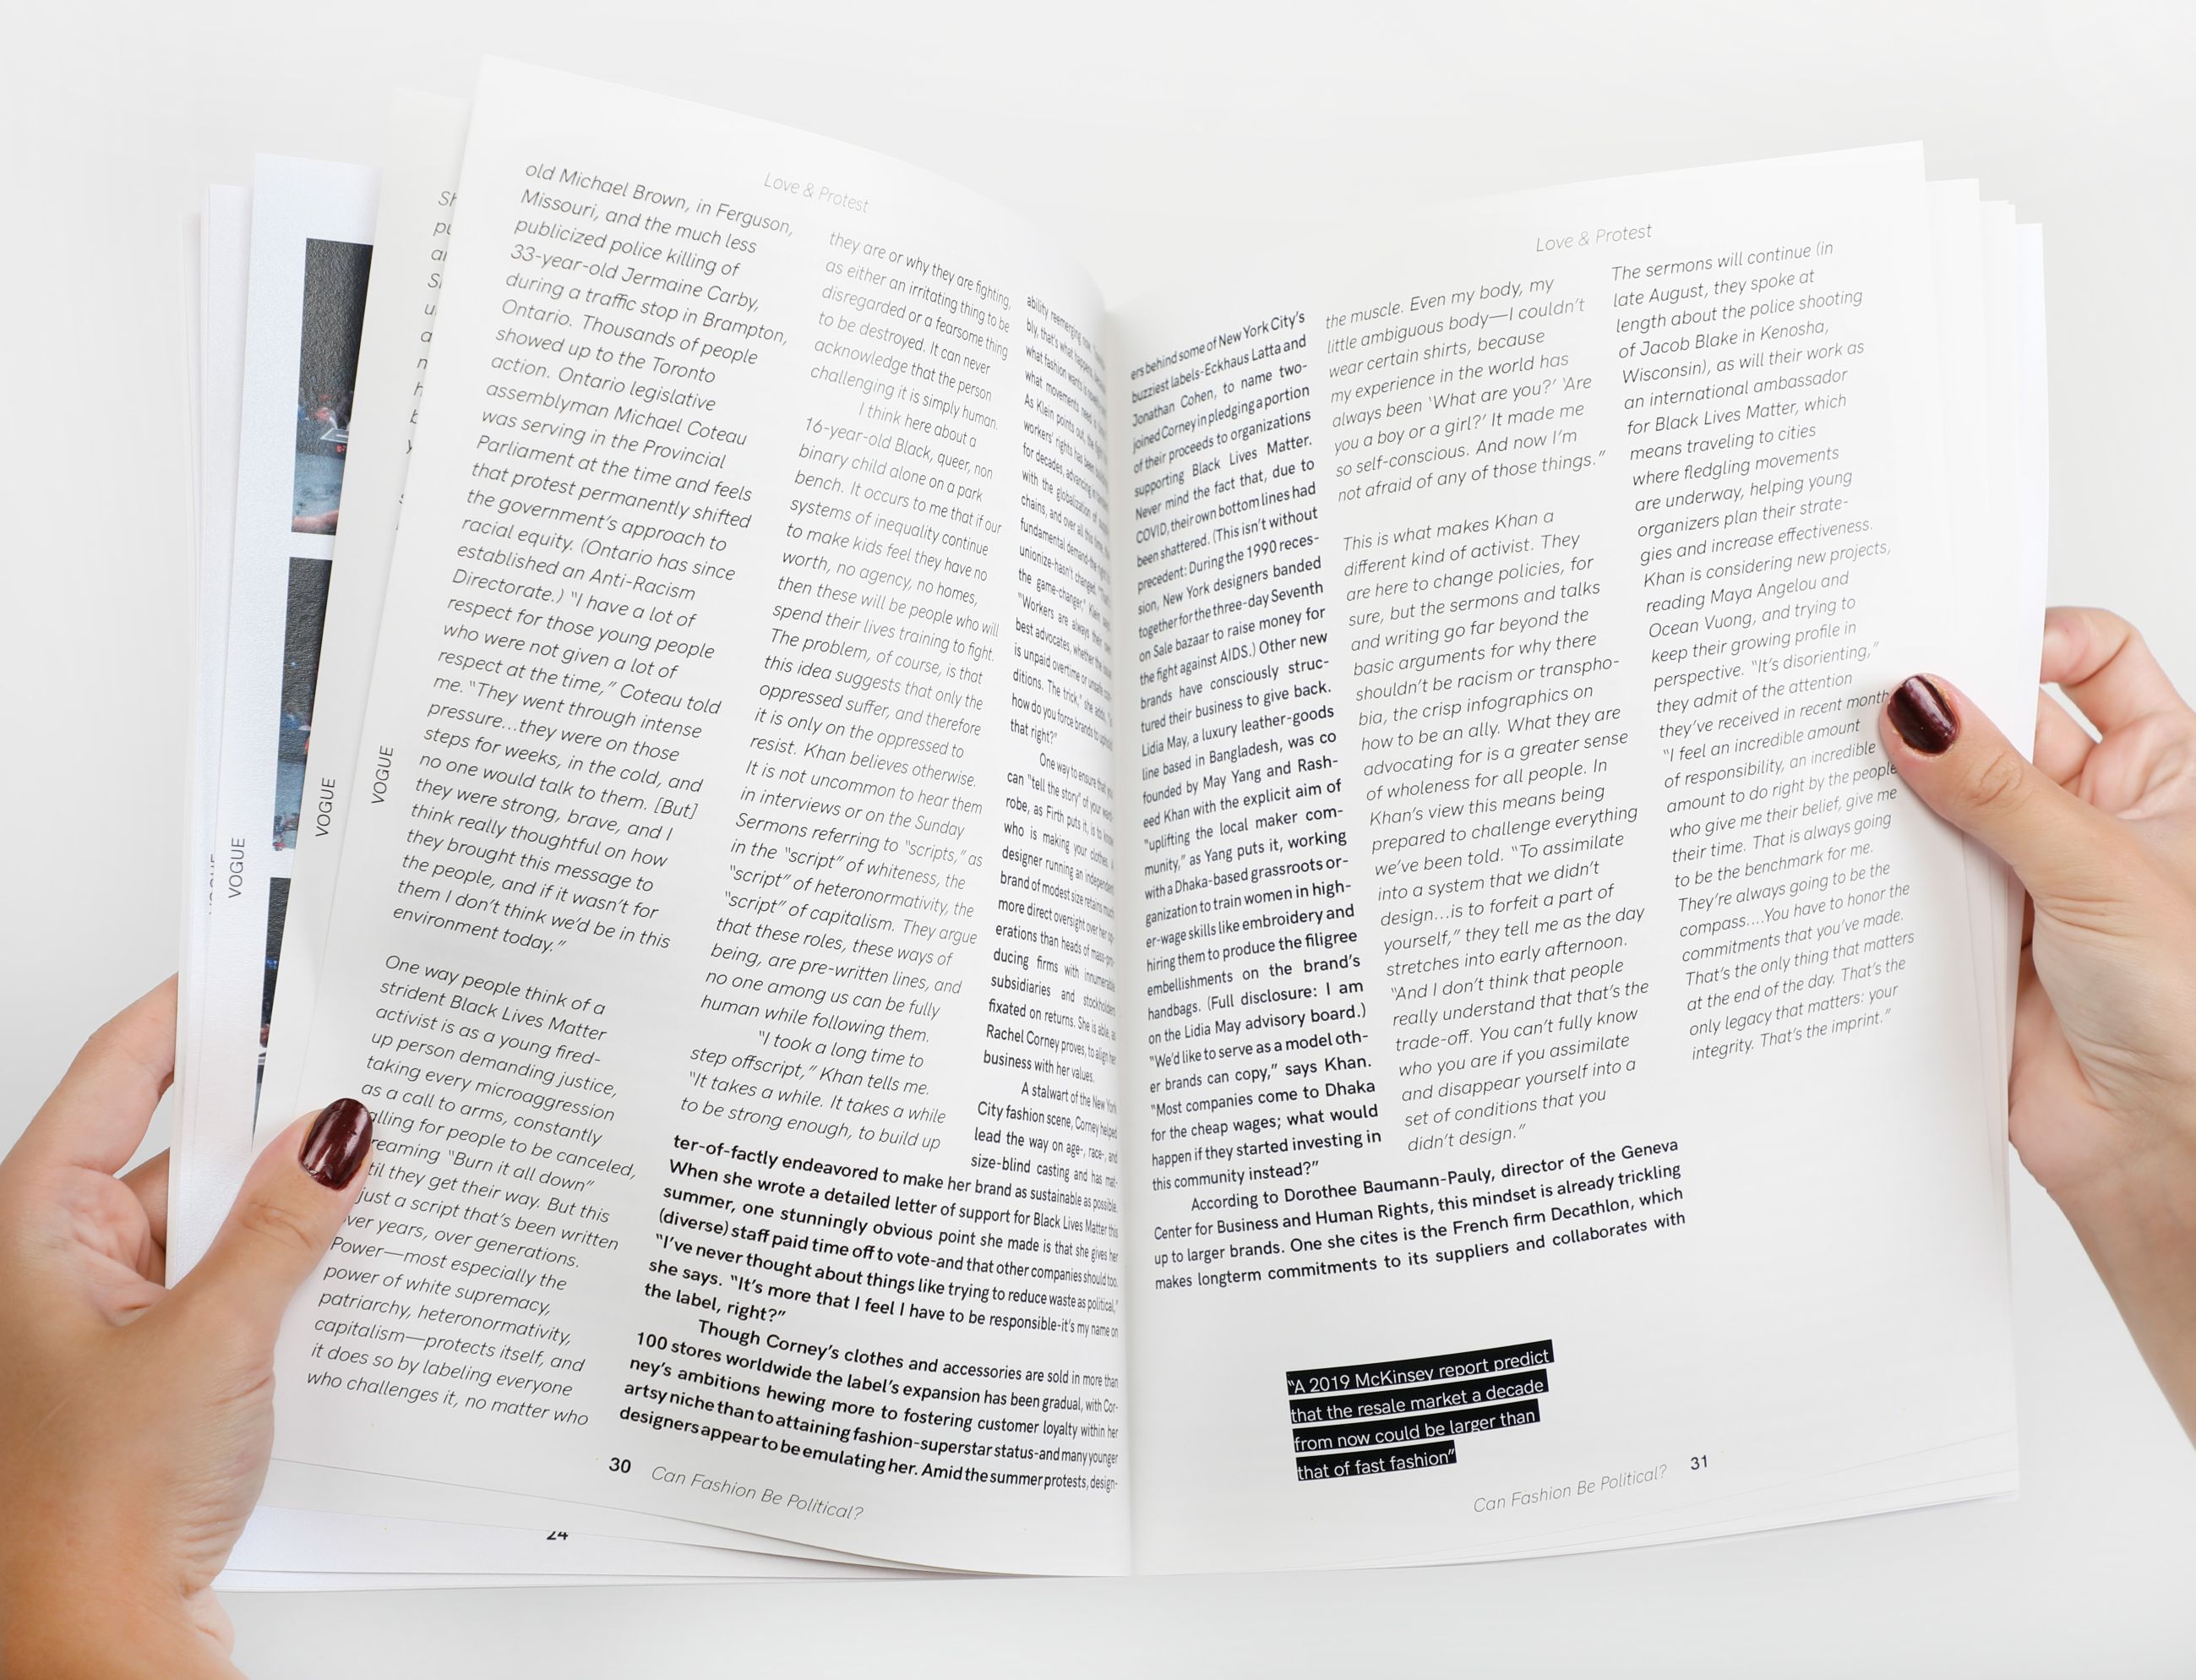 VOGUE
VOGUE
VOGUE
24
Love & Protest
old Michael Brown, in Ferguson,
Missouri, and the much less
publicized police killing of
33-year-old Jermaine Carby,
during a traffic stop in Brampton,
Ontario. Thousands of people
showed up to the Toronto
action. Ontario legislative
assemblyman Michael Coteau
was serving in the Provincial
Parliament at the time and feels
that protest permanently shifted
the government's approach to
racial equity. (Ontario has since
established an Anti-Racism
Directorate.) "I have a lot of
respect for those young people
who were not given a lot of
respect at the time," Coteau told
me. "They went through intense
pressure...they were on those
steps for weeks, in the cold, and
no one would talk to them. [But]
they were strong, brave, and I
think really thoughtful on how
they brought this message to
the people, and if it wasn't for
them I don't think we'd be in this
environment today."
One way people think of a
strident Black Lives Matter
activist is as a young fired-
up person demanding justice,
taking every microaggression
as a call to arms, constantly
alling for people to be canceled,
reaming "Burn it all down"
til they get their way. But this
just a script that's been written
ver years, over generations.
Power—most especially the
power of white supremacy,
patriarchy, heteronormativity,
capitalism—protects itself, and
it does so by labeling everyone
who challenges it, no matter who
they are or why they are fighting,
as either an irritating thing to be
disregarded or a fearsome thing
to be destroyed. It can never
acknowledge that the person
challenging it is simply human.
I think here about a
16-year-old Black, queer, non
binary child alone on a park
bench. It occurs to me that if our
systems of inequality continue
to make kids feel they have no
worth, no agency, no homes,
then these will be people who will
spend their lives training to fight.
The problem, of course, is that
this idea suggests that only the
oppressed suffer, and therefore
it is only on the oppressed to
resist. Khan believes otherwise.
It is not uncommon to hear them
in interviews or on the Sunday
Sermons referring to "scripts," as
in the "script" of whiteness, the
"script" of heteronormativity, the
"script" of capitalism. They argue
that these roles, these ways of
being, are pre-written lines, and
no one among us can be fully
human while following them.
"I took a long time to
step offscript," Khan tells me.
"It takes a while. It takes a while
to be strong enough, to build up
ability reemerging now
bly, that's what happens
what fashion wants is
what movements need is
As Klein points out, the fight
workers' rights has been
for decades, advancing in
with the globalization of
chains, and over all this time, the
fundamental demand-the right to
unionize-hasn't changed.
the game-changer," Klein says.
"Workers are always their own
best advocates, whether the issue
is unpaid overtime or unsafe con-
ditions. The trick," she adds, "is
how do you force brands to uphold
that right?"
One way to ensure that you
can "tell the story" of your ward-
robe, as Firth puts it, is to know
who is making your clothes. A
designer running an independent
brand of modest size retains much
more direct oversight over her op-
erations than heads of mass-pro-
ducing firms with innumerable
subsidiaries and stockholders
fixated on returns. She is able, as
Rachel Corney proves, to align her
business with her values.
A stalwart of the New York
City fashion scene, Corney helped
lead the way on age-, race-, and
size-blind casting and has mat-
ter-of-factly endeavored to make her brand as sustainable as possible.
When she wrote a detailed letter of support for Black Lives Matter this
summer, one stunningly obvious point she made is that she gives her
(diverse) staff paid time off to vote-and that other companies should too.
"I've never thought about things like trying to reduce waste as political,"
she says. "It's more that I feel I have to be responsible-it's my name on
the label, right?"
Though Corney's clothes and accessories are sold in more than
100 stores worldwide the label's expansion has been gradual, with Cor-
ney's ambitions hewing more to fostering customer loyalty within her
artsy niche than to attaining fashion-superstar status-and many younger
designers appear to be emulating her. Amid the summer protests, design-
30 Can Fashion Be Political?
Love & Protest
ers behind some of New York City's
buzziest labels-Eckhaus Latta and
Jonathan Cohen, to name two-
joined Corney in pledging a portion
of their proceeds to organizations
supporting Black Lives Matter.
Never mind the fact that, due to
COVID, their own bottom lines had
been shattered. (This isn't without
precedent: During the 1990 reces-
sion, New York designers banded
together for the three-day Seventh
on Sale bazaar to raise money for
the fight against AIDS.) Other new
brands have consciously struc-
tured their business to give back.
Lidia May, a luxury leather-goods
line based in Bangladesh, was co
founded by May Yang and Rash-
eed Khan with the explicit aim of
"uplifting the local maker com-
munity," as Yang puts it, working
with a Dhaka-based grassroots or-
ganization to train women in high-
er-wage skills like embroidery and
hiring them to produce the filigree
embellishments on the brand's
handbags. (Full disclosure: I am
on the Lidia May advisory board.)
"We'd like to serve as a model oth-
er brands can copy," says Khan.
"Most companies come to Dhaka
for the cheap wages; what would
happen if they started investing in
this community instead?"
According to Dorothee Baumann-Pauly, director of the Geneva
Center for Business and Human Rights, this mindset is already trickling
up to larger brands. One she cites is the French firm Decathlon, which
makes longterm commitments to its suppliers and collaborates with
the muscle. Even my body, my
little ambiguous body—I couldn't
wear certain shirts, because
my experience in the world has
always been 'What are you?' 'Are
you a boy or a girl?' It made me
so self-conscious. And now I'm
not afraid of any of those things."
This is what makes Khan a
different kind of activist. They
are here to change policies, for
sure, but the sermons and talks
and writing go far beyond the
basic arguments for why there
shouldn't be racism or transpho-
bia, the crisp infographics on
how to be an ally. What they are
advocating for is a greater sense
of wholeness for all people. In
Khan's view this means being
prepared to challenge everything
we've been told. "To assimilate
into a system that we didn't
design...is to forfeit a part of
yourself," they tell me as the day
stretches into early afternoon.
"And I don't think that people
really understand that that's the
trade-off. You can't fully know
who you are if you assimilate
and disappear yourself into a
set of conditions that you
didn't design."
The sermons will continue (in
late August, they spoke at
length about the police shooting
of Jacob Blake in Kenosha,
Wisconsin), as will their work as
an international ambassador
for Black Lives Matter, which
means traveling to cities
where fledgling movements
are underway, helping young
organizers plan their strate-
gies and increase effectiveness.
Khan is considering new projects,
reading Maya Angelou and
Ocean Vuong, and trying to
keep their growing profile in
perspective. "It's disorienting,"
they admit of the attention
they've received in recent month
"I feel an incredible amount
of responsibility, an incredible
amount to do right by the people
who give me their belief, give me
their time. That is always going
to be the benchmark for me.
They're always going to be the
compass....You have to honor the
commitments that you've made.
That's the only thing that matters
at the end of the day. That's the
only legacy that matters: your
integrity. That's the imprint."
"A 2019 McKinsey report predict
that the resale market a decade
from now could be larger than
that of fast fashion"
Can Fashion Be Political? 31